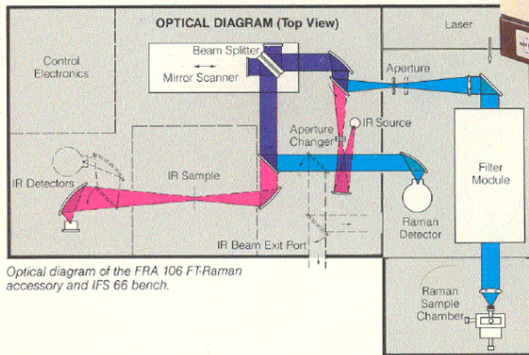 OPTICAL DIAGRAM (Top View)
Laser
Control
Electronics
Beam Splitter
Mirror Scanner
Aperture
Aperture
Changer
IR Source
IR Detectors
IR Sample
Filter
Module
Raman
Detector
IR Beam Exit Port
Raman
Sample
Chamber
Optical diagram of the FRA 106 FT-Raman
accessory and IFS 66 bench.